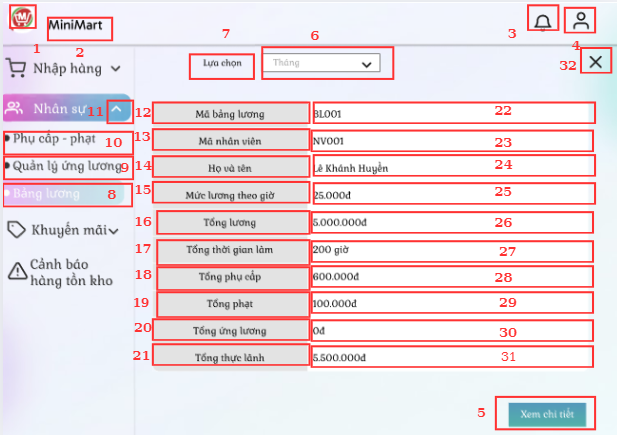 MiniMart
3
1
2
7
6
4
Lựa chọn
Tháng
32
Nhập hàng
Nhân sự
11
Phụ cấp - phạt
10
Quản lý ứng lương
9
Bảng lương
8
Khuyến mãi
Cảnh báo
hàng tồn kho
12 Mã bảng lương BL001 22
13 Mã nhân viên NV001 23
14 Họ và tên Lê Khánh Huyền 24
15 Mức lương theo giờ 25.000đ 25
16 Tổng lương 5.000.000đ 26
17 Tổng thời gian làm 200 giờ 27
18 Tổng phụ cấp 600.000đ 28
19 Tổng phạt 100.000đ 29
20 Tổng ứng lương 0đ 30
21 Tổng thực lãnh 5.500.000đ 31
5 Xem chi tiết